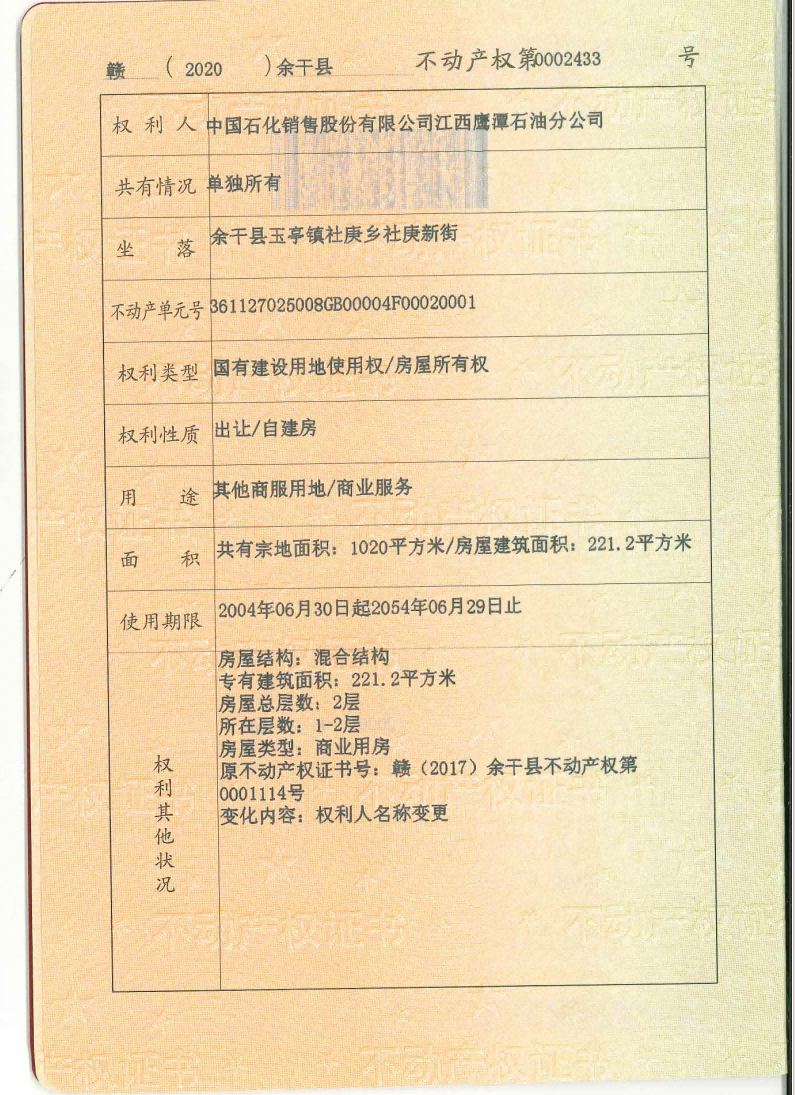 赣 （ 2020 ）余干县 不动产权第0002433 号
权利人 中国石化销售股份有限公司江西鹰潭石油分公司
共有情况 单独所有
坐落 余干县玉亭镇社庚乡社庚新街
不动产单元号 361127025008GB00004F00020001
权利类型 国有建设用地使用权/房屋所有权
权利性质 出让/自建房
用途 其他商服用地/商业服务
面积 共有宗地面积：1020平方米/房屋建筑面积：221.2平方米
使用期限 2004年06月30日起2054年06月29日止
权利其他状况
房屋结构：混合结构
专有建筑面积：221.2平方米
房屋总层数：2层
所在层数：1-2层
房屋类型：商业用房
原不动产权证书号：赣（2017）余干县不动产权第
0001114号
变化内容：权利人名称变更